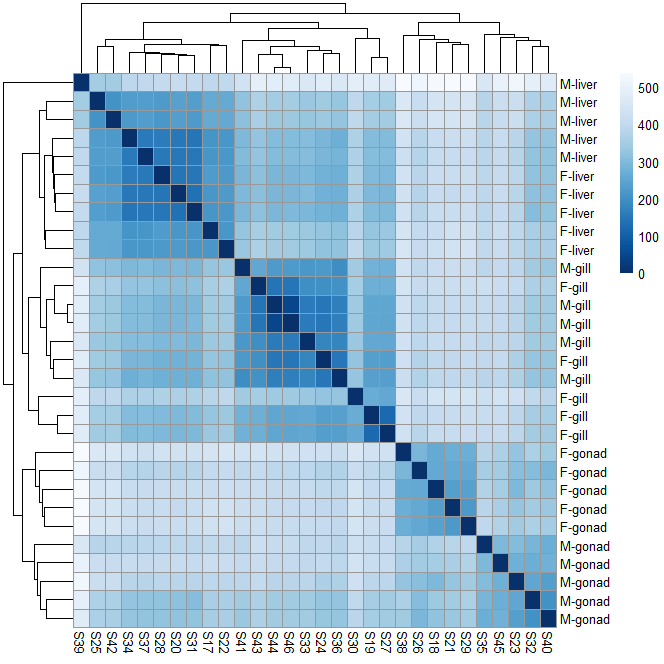 500
400
300
200
100
0
M-liver
M-liver
M-liver
M-liver
M-liver
F-liver
F-liver
F-liver
F-liver
F-liver
M-gill
F-gill
M-gill
M-gill
M-gill
F-gill
M-gill
F-gill
F-gill
F-gill
F-gonad
F-gonad
F-gonad
F-gonad
F-gonad
M-gonad
M-gonad
M-gonad
M-gonad
M-gonad
S39 S25 S42 S34 S37 S28 S20 S31 S17 S22 S41 S43 S44 S46 S33 S24 S36 S30 S19 S27 S38 S26 S18 S21 S29 S35 S45 S23 S32 S40